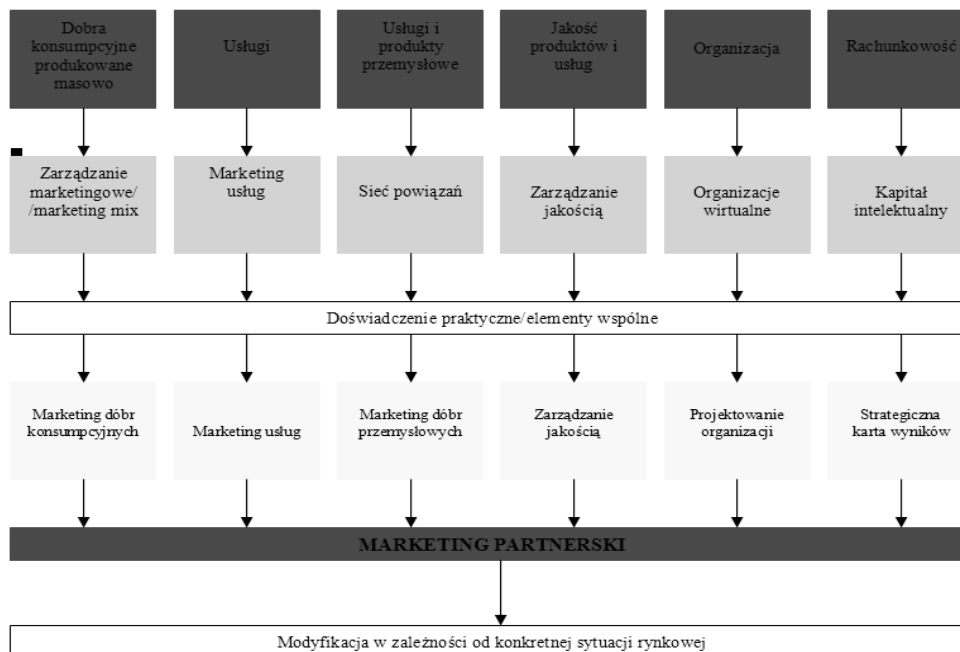 Dobra
konsumpcyjne
produkowane
masowo
Usługi
Usługi i
produkty
przemysłowe
Jakość
produktów i
usług
Organizacja
Rachunkowość
Zarządzanie
marketingowe/
/marketing mix
Marketing
usług
Sieć powiązań
Zarządzanie
jakością
Organizacje
wirtualne
Kapitał
intelektualny
Doświadczenie praktyczne/elementy wspólne
Marketing dóbr
konsumpcyjnych
Marketing usług
Marketing dóbr
przemysłowych
Zarządzanie
jakością
Projektowanie
organizacji
Strategiczna
karta wyników
MARKETING PARTNERSKI
Modyfikacja w zależności od konkretnej sytuacji rynkowej